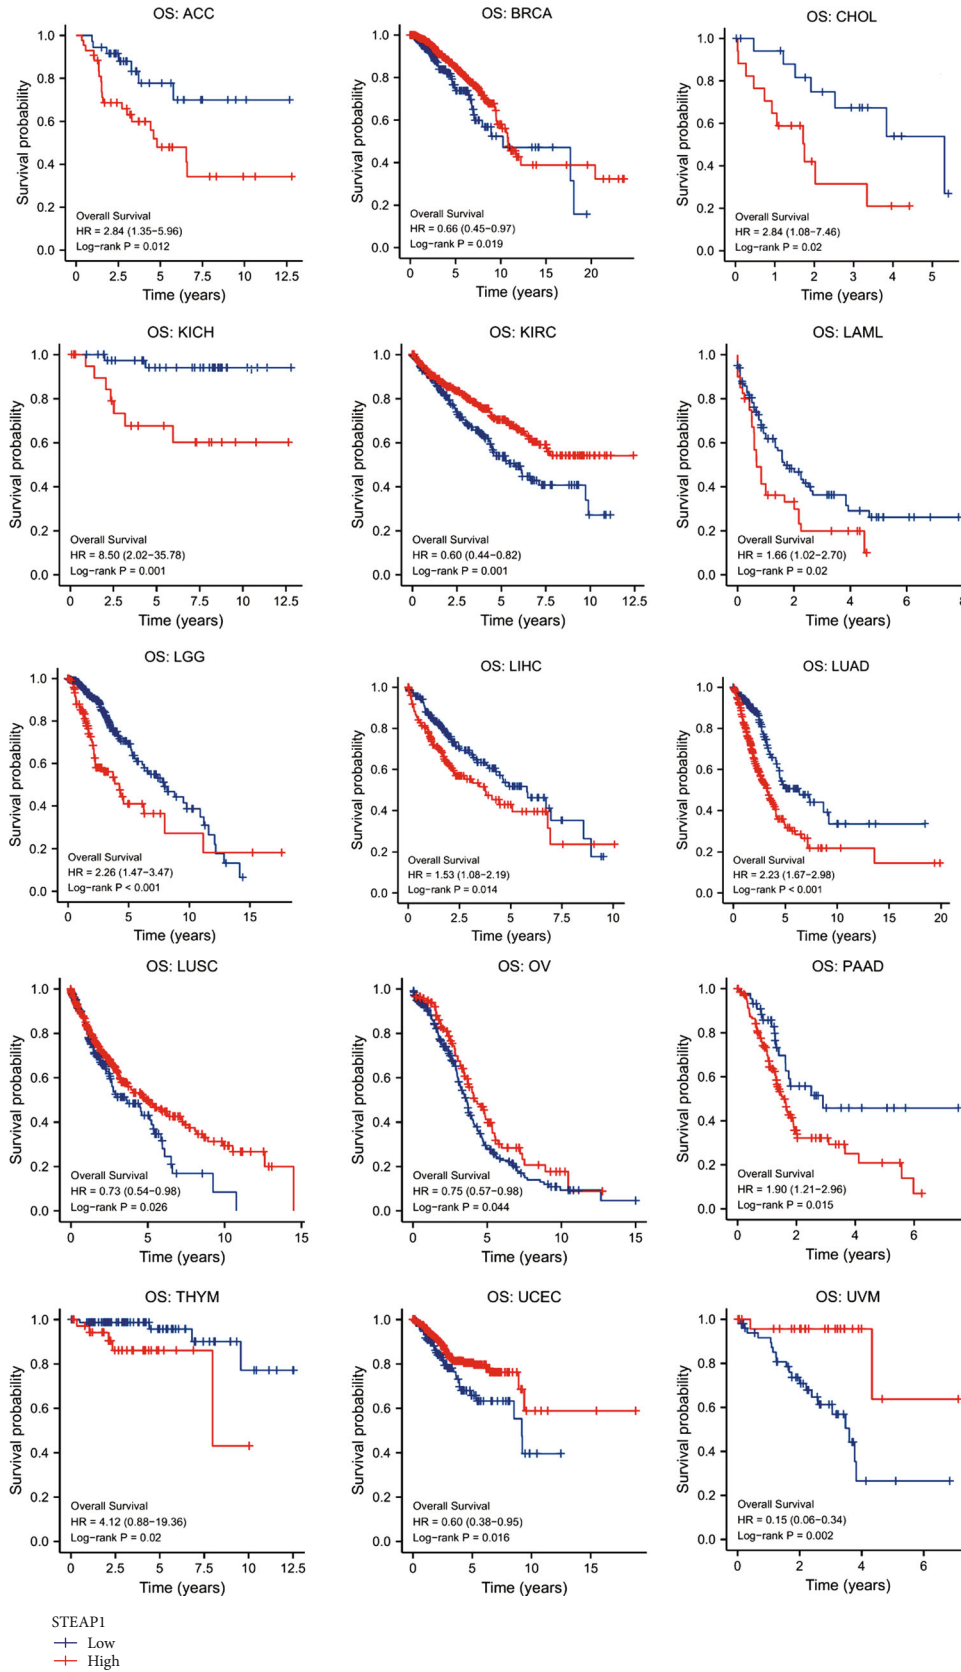 OS: ACC
Survival probability
1.0
0.8
0.6
0.4
0.2
0.0
Overall Survival
HR = 2.84 (1.35−5.96)
Log−rank P = 0.012
0 2.5 5 7.5 10 12.5
Time (years)
OS: BRCA
Survival probability
1.0
0.8
0.6
0.4
0.2
0.0
Overall Survival
HR = 0.66 (0.45−0.97)
Log−rank P = 0.019
0 5 10 15 20
Time (years)
OS: CHOL
Survival probability
1.0
0.8
0.6
0.4
0.2
0.0
Overall Survival
HR = 2.84 (1.08−7.46)
Log−rank P = 0.02
0 1 2 3 4 5
Time (years)
OS: KICH
Survival probability
1.0
0.8
0.6
0.4
0.2
0.0
Overall Survival
HR = 8.50 (2.02−35.78)
Log−rank P = 0.001
0 2.5 5 7.5 10 12.5
Time (years)
OS: KIRC
Survival probability
1.0
0.8
0.6
0.4
0.2
0.0
Overall Survival
HR = 0.60 (0.44−0.82)
Log−rank P = 0.001
0 2.5 5 7.5 10 12.5
Time (years)
OS: LAML
Survival probability
1.0
0.8
0.6
0.4
0.2
0.0
Overall Survival
HR = 1.66 (1.02−2.70)
Log−rank P = 0.02
0 2 4 6 8
Time (years)
OS: LGG
Survival probability
1.0
0.8
0.6
0.4
0.2
0.0
Overall Survival
HR = 2.26 (1.47−3.47)
Log−rank P < 0.001
0 5 10 15
Time (years)
OS: LIHC
Survival probability
1.0
0.8
0.6
0.4
0.2
0.0
Overall Survival
HR = 1.53 (1.08−2.19)
Log−rank P = 0.014
0 2.5 5 7.5 10
Time (years)
OS: LUAD
Survival probability
1.0
0.8
0.6
0.4
0.2
0.0
Overall Survival
HR = 2.23 (1.67−2.98)
Log−rank P < 0.001
0 5 10 15 20
Time (years)
OS: LUSC
Survival probability
1.0
0.8
0.6
0.4
0.2
0.0
Overall Survival
HR = 0.73 (0.54−0.98)
Log−rank P = 0.026
0 5 10 15
Time (years)
OS: OV
Survival probability
1.0
0.8
0.6
0.4
0.2
0.0
Overall Survival
HR = 0.75 (0.57−0.98)
Log−rank P = 0.044
0 5 10 15
Time (years)
OS: PAAD
Survival probability
1.0
0.8
0.6
0.4
0.2
0.0
Overall Survival
HR = 1.90 (1.21−2.96)
Log−rank P = 0.015
0 2 4 6
Time (years)
OS: THYM
Survival probability
1.0
0.8
0.6
0.4
0.2
0.0
Overall Survival
HR = 4.12 (0.88−19.36)
Log−rank P = 0.02
0 2.5 5 7.5 10 12.5
Time (years)
OS: UCEC
Survival probability
1.0
0.8
0.6
0.4
0.2
0.0
Overall Survival
HR = 0.60 (0.38−0.95)
Log−rank P = 0.016
0 5 10 15
Time (years)
OS: UVM
Survival probability
1.0
0.8
0.6
0.4
0.2
0.0
Overall Survival
HR = 0.15 (0.06−0.34)
Log−rank P = 0.002
0 2 4 6
Time (years)
STEAP1
Low
High